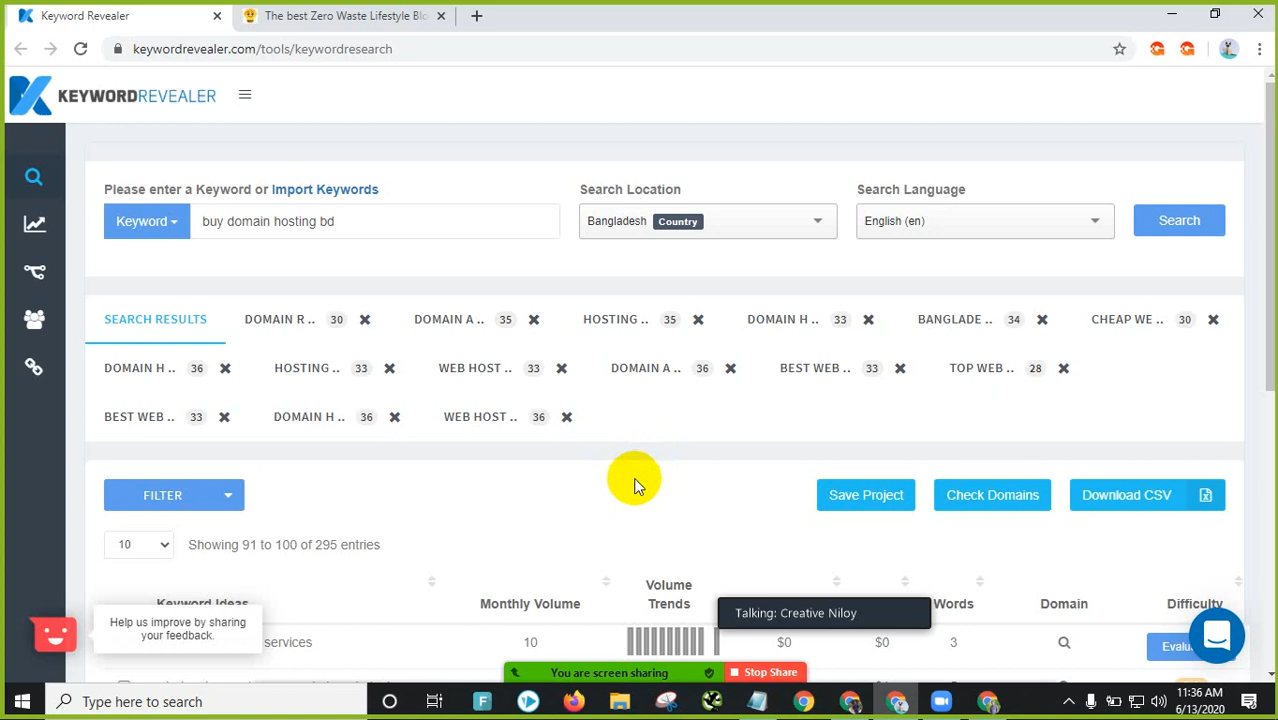 Keyword Revealer
The best Zero Waste Lifestyle Blo
keywordrevealer.com/tools/keywordresearch
KEYWORDREVEALER
Please enter a Keyword or Import Keywords
Search Location
Search Language
Keyword
buy domain hosting bd
Bangladesh Country
English (en)
Search
SEARCH RESULTS
DOMAIN R .. 30
DOMAIN A .. 35
HOSTING .. 35
DOMAIN H .. 33
BANGLADE .. 34
CHEAP WE .. 30
DOMAIN H .. 36
HOSTING .. 33
WEB HOST .. 33
DOMAIN A .. 36
BEST WEB .. 33
TOP WEB .. 28
BEST WEB .. 33
DOMAIN H .. 36
WEB HOST .. 36
FILTER
Save Project
Check Domains
Download CSV
10
Showing 91 to 100 of 295 entries
Keyword Ideas
Monthly Volume
Volume
Trends
Words
Domain
Difficulty
Talking: Creative Niloy
Help us improve by sharing
your feedback.
services
10
$0
$0
3
You are screen sharing
Stop Share
Type here to search
11:36 AM
6/13/2020